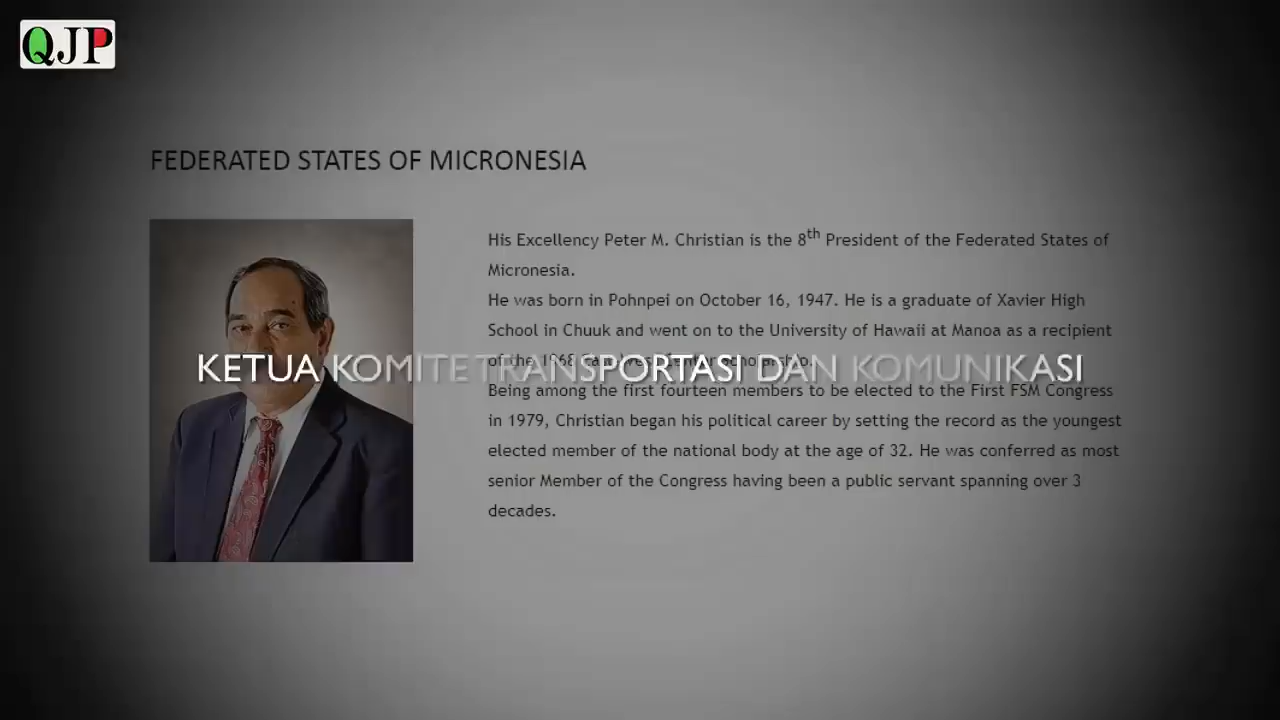 QJP
FEDERATED STATES OF MICRONESIA
His Excellency Peter M. Christian is the 8th President of the Federated States of
Micronesia.
He was born in Pohnpei on October 16, 1947. He is a graduate of Xavier High
School in Chuuk and went on to the University of Hawaii at Manoa as a recipient
of the 1968
KETUA KOMITE TRANSPORTASI DAN KOMUNIKASI
Being among the first fourteen members to be elected to the First FSM Congress
in 1979, Christian began his political career by setting the record as the youngest
elected member of the national body at the age of 32. He was conferred as most
senior Member of the Congress having been a public servant spanning over 3
decades.